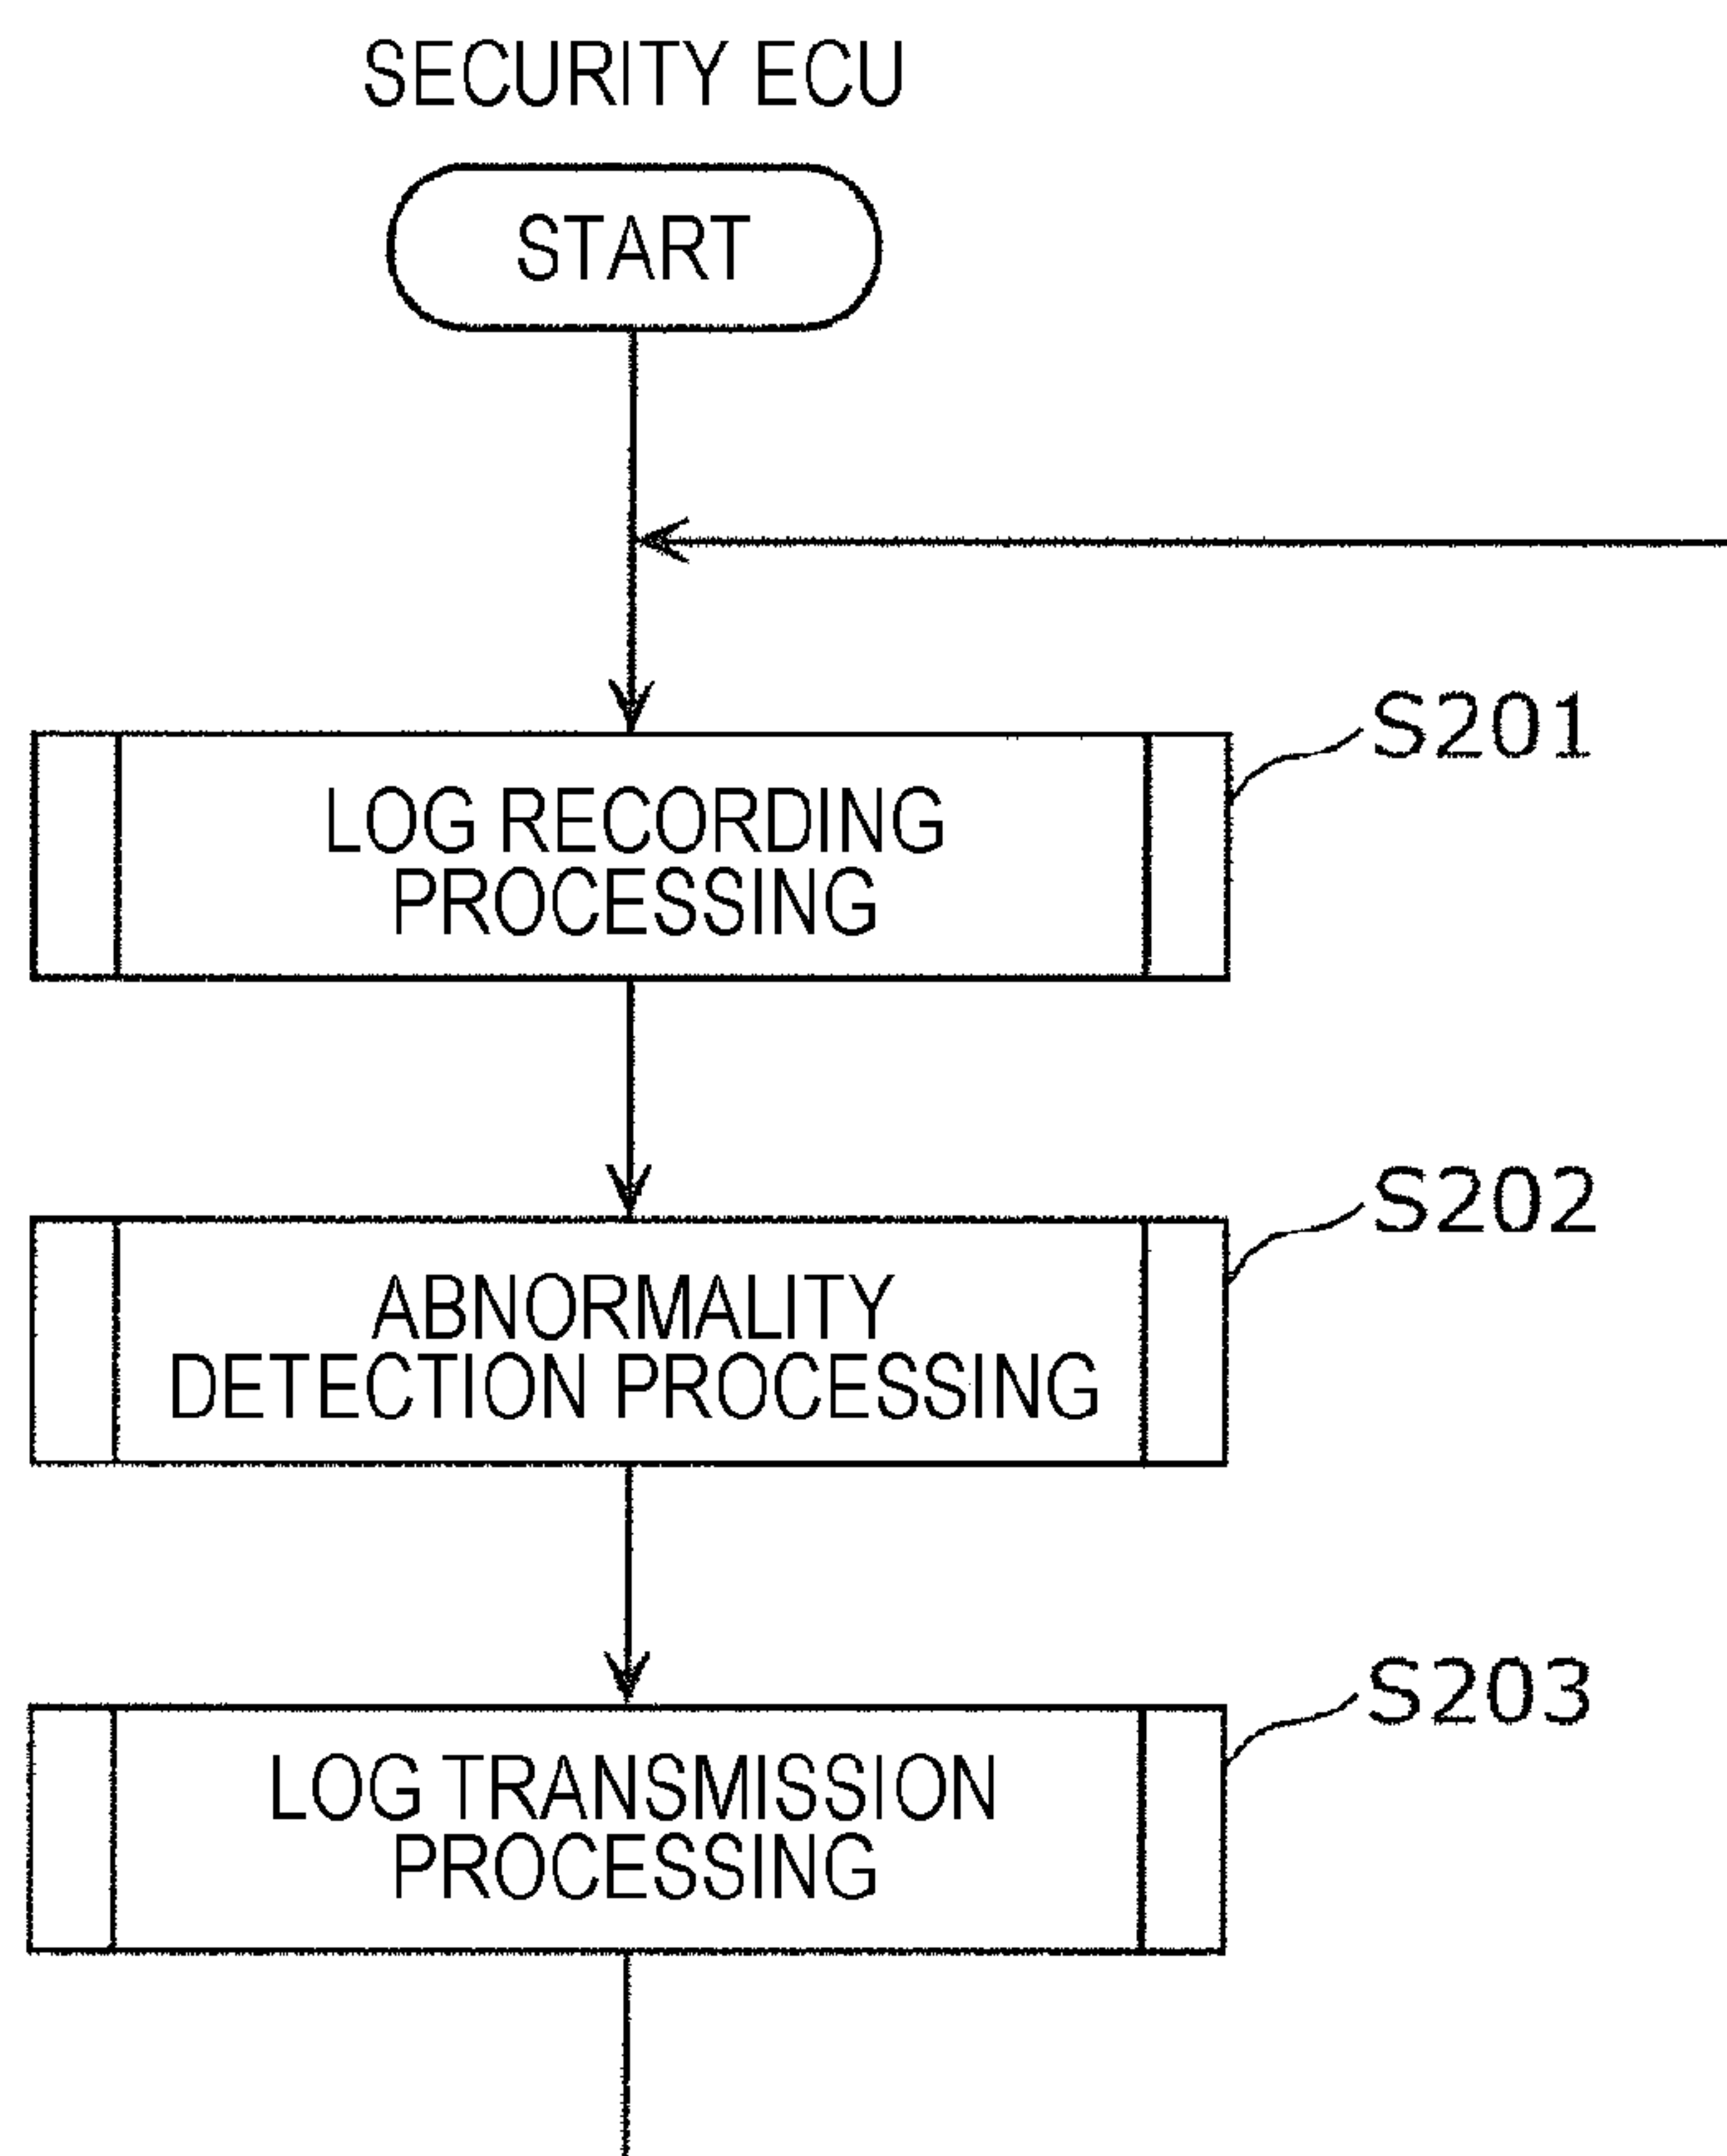 SECURITY ECU
START
S201
LOG RECORDING
PROCESSING
S202
ABNORMALITY
DETECTION PROCESSING
S203
LOG TRANSMISSION
PROCESSING